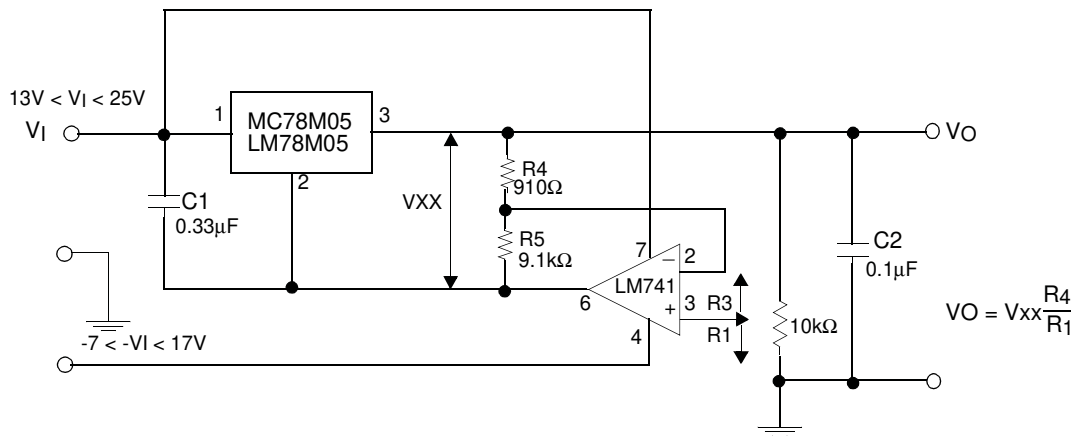 13V < VI < 25V
VI
1
MC78M05
LM78M05
3
2
VO
C1
0.33μF
VXX
R4
910Ω
R5
9.1kΩ
7
–
2
LM741
6
+
3
4
R3
R1
10kΩ
C2
0.1μF
VO = Vxx R4
R1
-7 < -VI < 17V